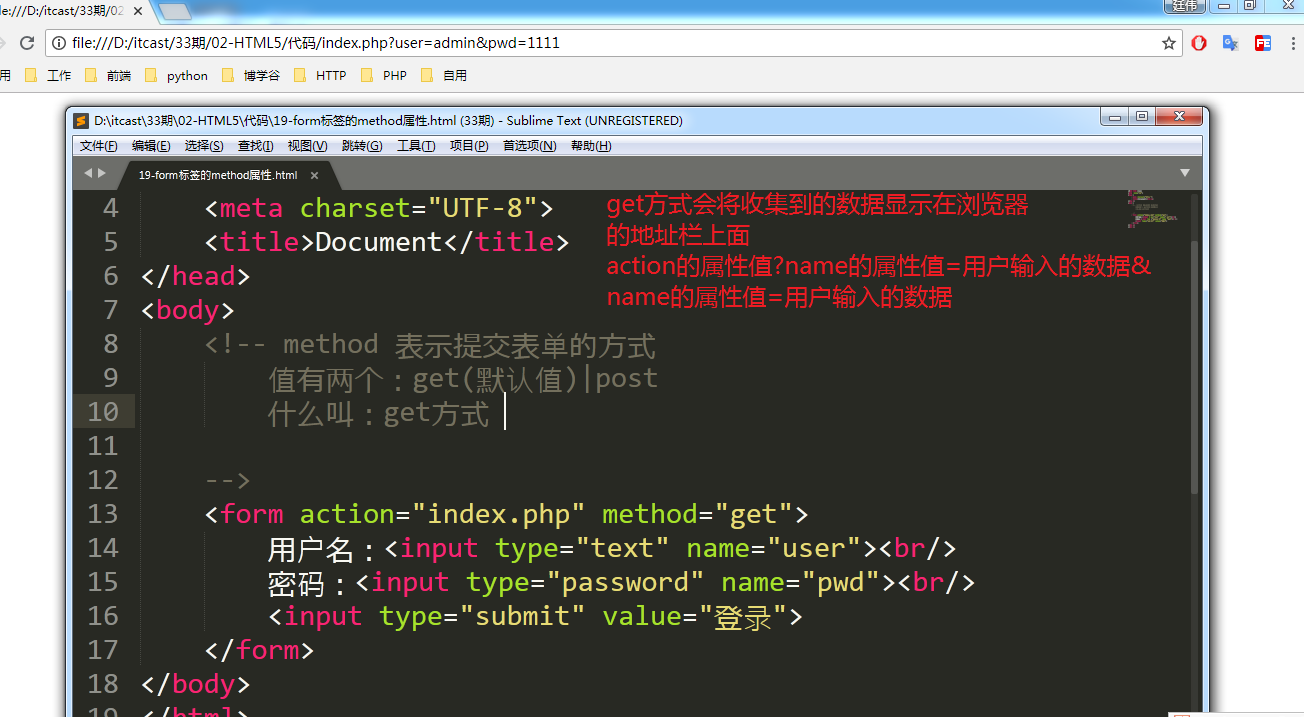 le:///D:/itcast/33期/02
廷伟
file:///D:/itcast/33期/02-HTML5/代码/index.php?user=admin&pwd=1111
用 工作 前端 python 博学谷 HTTP PHP 自用
D:\itcast\33期\02-HTML5\代码\19-form标签的method属性.html (33期) - Sublime Text (UNREGISTERED)
文件(F) 编辑(E) 选择(S) 查找(I) 视图(V) 跳转(G) 工具(T) 项目(P) 首选项(N) 帮助(H)
19-form标签的method属性.html
get方式会将收集到的数据显示在浏览器
的地址栏上面
action的属性值?name的属性值=用户输入的数据&
name的属性值=用户输入的数据
4 <meta charset="UTF-8">
5 <title>Document</title>
6 </head>
7 <body>
8 <!-- method 表示提交表单的方式
9 值有两个：get(默认值)|post
10 什么叫：get方式
11
12 -->
13 <form action="index.php" method="get">
14 用户名：<input type="text" name="user"><br/>
15 密码：<input type="password" name="pwd"><br/>
16 <input type="submit" value="登录">
17 </form>
18 </body>
19 </html>